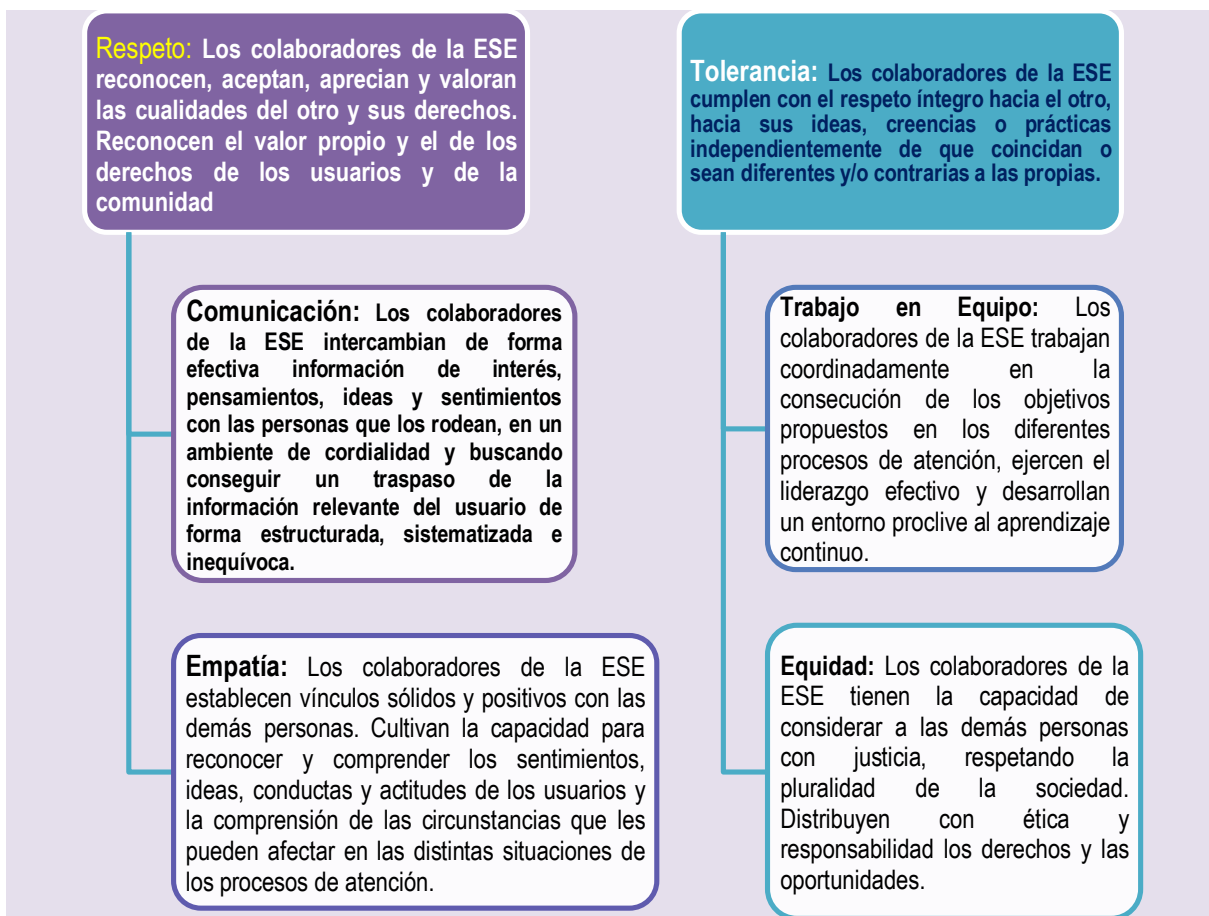 Respeto: Los colaboradores de la ESE
reconocen, aceptan, aprecian y valoran
las cualidades del otro y sus derechos.
Reconocen el valor propio y el de los
derechos de los usuarios y de la
comunidad
Comunicación: Los colaboradores
de la ESE intercambian de forma
efectiva información de interés,
pensamientos, ideas y sentimientos
con las personas que los rodean, en un
ambiente de cordialidad y buscando
conseguir un traspaso de la
información relevante del usuario de
forma estructurada, sistematizada e
inequívoca.
Empatía: Los colaboradores de la ESE
establecen vínculos sólidos y positivos con las
demás personas. Cultivan la capacidad para
reconocer y comprender los sentimientos,
ideas, conductas y actitudes de los usuarios y
la comprensión de las circunstancias que les
pueden afectar en las distintas situaciones de
los procesos de atención.
Tolerancia: Los colaboradores de la ESE
cumplen con el respeto íntegro hacia el otro,
hacia sus ideas, creencias o prácticas
independientemente de que coincidan o
sean diferentes y/o contrarias a las propias.
Trabajo en Equipo: Los
colaboradores de la ESE trabajan
coordinadamente en la
consecución de los objetivos
propuestos en los diferentes
procesos de atención, ejercen el
liderazgo efectivo y desarrollan
un entorno proclive al aprendizaje
continuo.
Equidad: Los colaboradores de la
ESE tienen la capacidad de
considerar a las demás personas
con justicia, respetando la
pluralidad de la sociedad.
Distribuyen con ética y
responsabilidad los derechos y las
oportunidades.